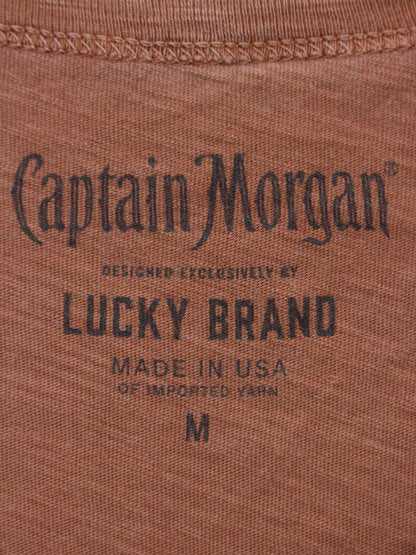 Captain Morgan®
DESIGNED EXCLUSIVELY BY
LUCKY BRAND
MADE IN USA
OF IMPORTED YARN
M